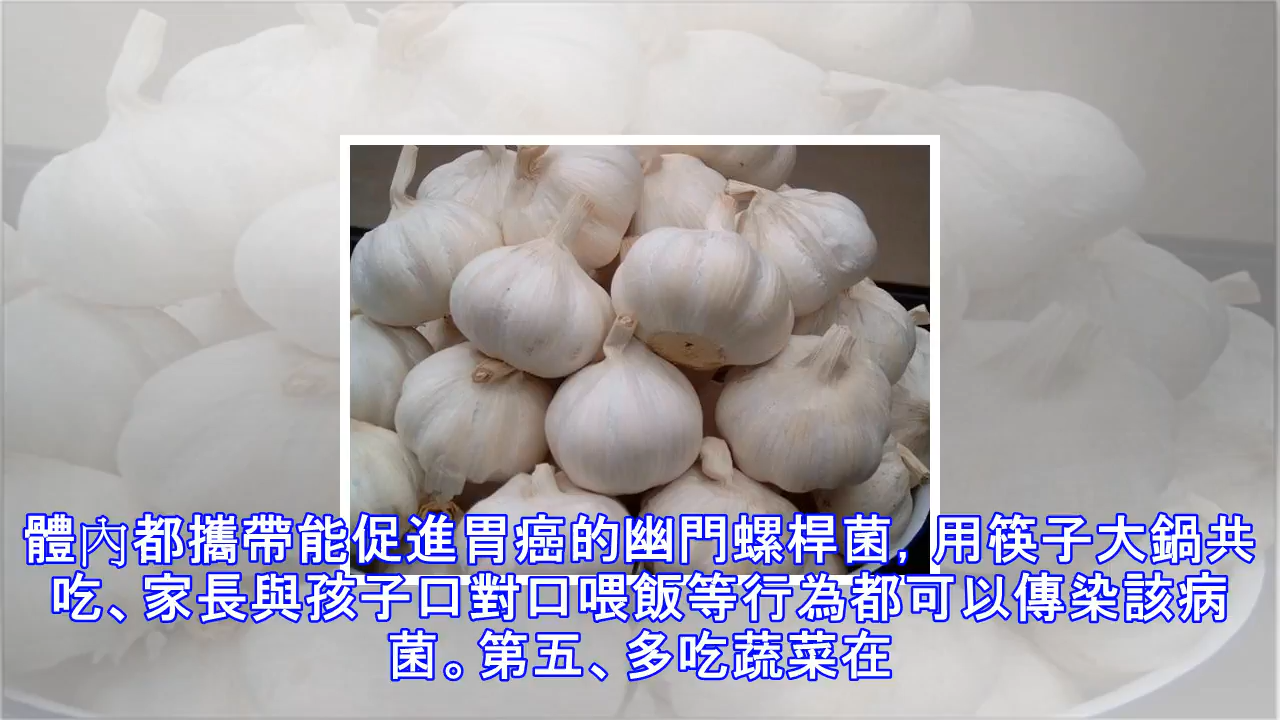 體內都攜帶能促進胃癌的幽門螺桿菌，用筷子大鍋共
吃、家長與孩子口對口喂飯等行為都可以傳染該病
菌。第五、多吃蔬菜在